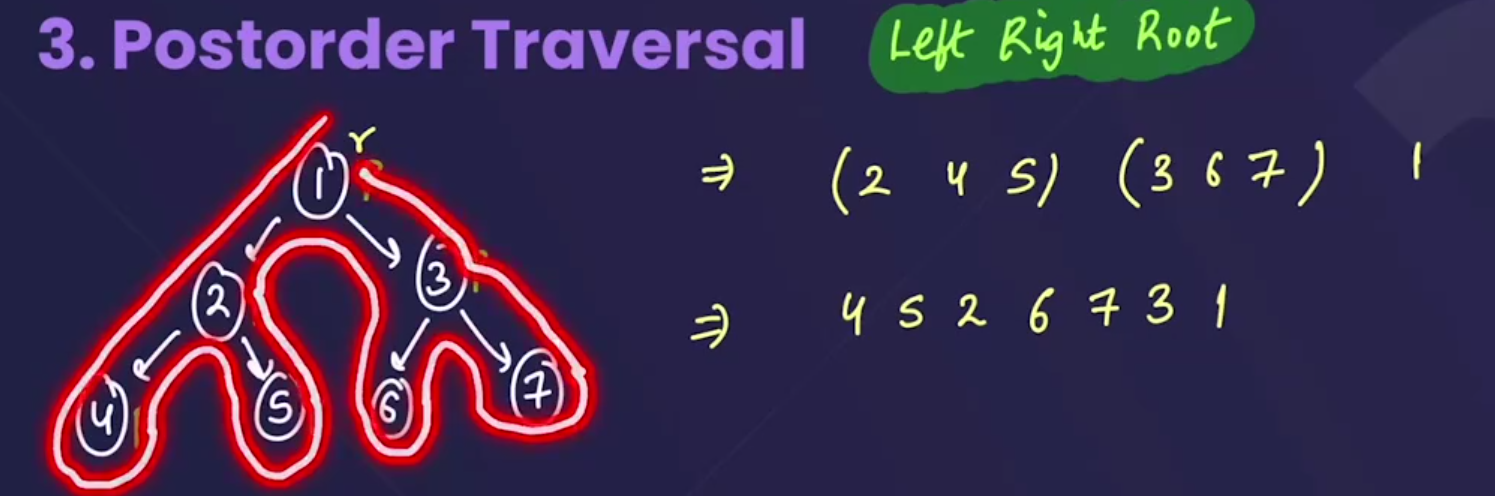 3. Postorder Traversal
Left Right Root
r
1
2 3
4 5 6 7
⇒ (2 4 5) (3 6 7) 1
⇒ 4 5 2 6 7 3 1